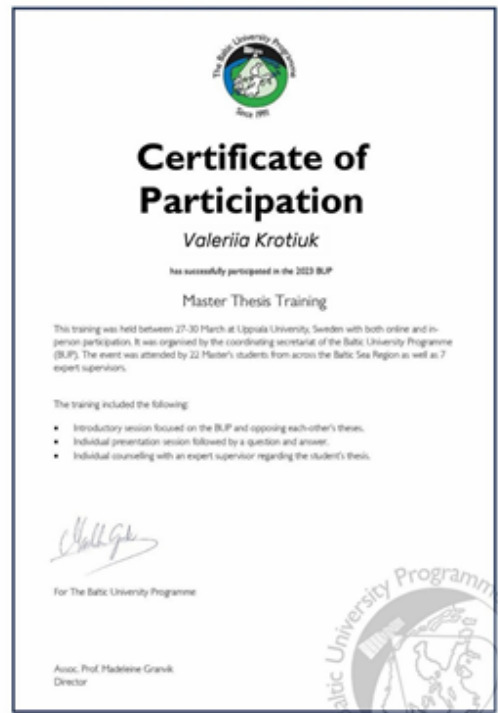 The Baltic University Programme
Since 1991
Certificate of
Participation
Valeriia Krotiuk
has successfully participated in the 2023 BUP
Master Thesis Training
This training was held between 27-30 March at Uppsala University, Sweden with both online and in-
person participation. It was organised by the coordinating secretariat of the Baltic University Programme
(BUP). The event was attended by 22 Master's students from across the Baltic Sea Region as well as 7
expert supervisors.
The training included the following:
• Introductory session focused on the BUP and opposing each-other's theses.
• Individual presentation session followed by a question and answer.
• Individual counselling with an expert supervisor regarding the student's thesis.
For The Baltic University Programme
Assoc. Prof. Madeleine Granvik
Director
altic University Programm